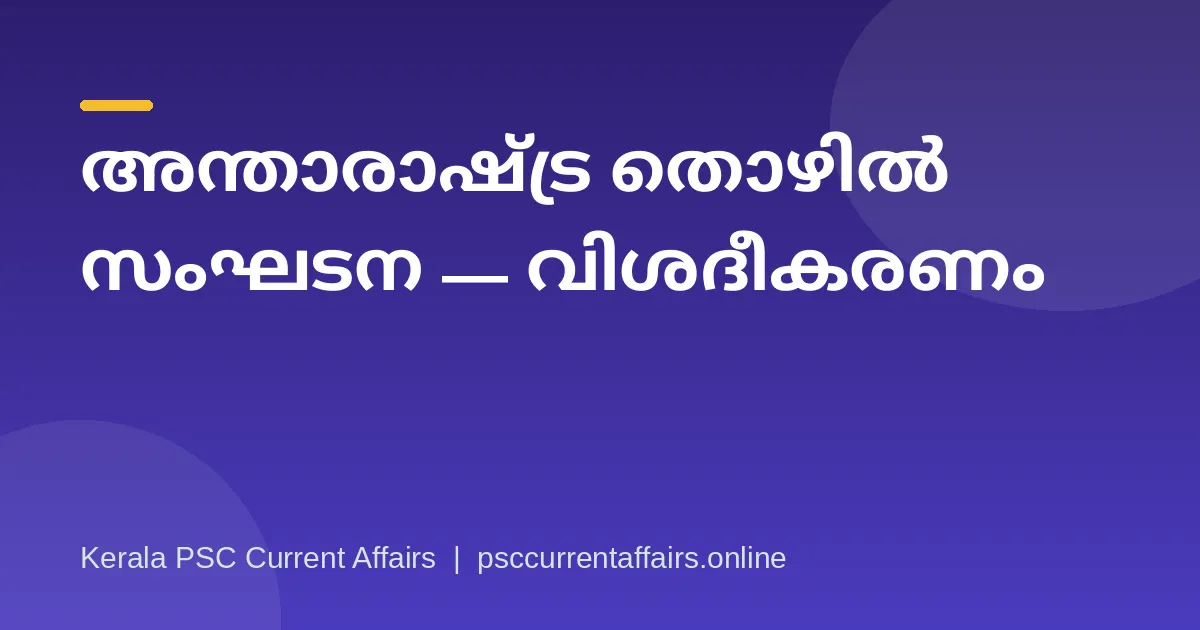 അന്താരാഷ്ട്ര തൊഴിൽ
സംഘടന — വിശദീകരണം
Kerala PSC Current Affairs | psccurrentaffairs.online